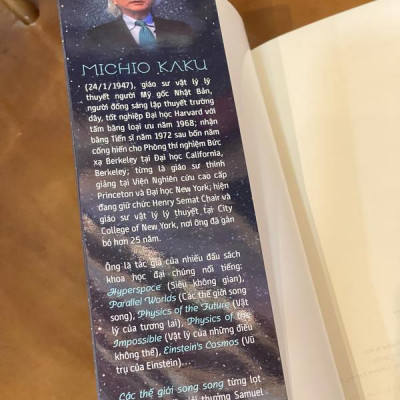 MICHIO KAKU
(24/1/1947), giáo sư vật lý lý
thuyết người Mỹ gốc Nhật Bản,
người đồng sáng lập thuyết trường
dây, tốt nghiệp Đại học Harvard với
tấm bằng loại ưu năm 1968; nhận
bằng Tiến sĩ năm 1972 sau bốn năm
cống hiến cho Phòng thí nghiệm Bức
xạ Berkeley tại Đại học California,
Berkeley; từng là giáo sư thỉnh
giảng tại Viện Nghiên cứu cao cấp
Princeton và Đại học New York; hiện
đang giữ chức Henry Semat Chair và
giáo sư vật lý lý thuyết tại City
College of New York, nơi ông đã gắn
bó hơn 25 năm.
Ông là tác giả của nhiều đầu sách
khoa học đại chúng nổi tiếng:
Hyperspace (Siêu không gian),
Parallel Worlds (Các thế giới song
song), Physics of the Future (Vật
lý của tương lai), Physics of the
Impossible (Vật lý của những điều
không thể), Einstein's Cosmos (Vũ
trụ của Einstein)...
Các thế giới song song từng lọt
giải thưởng Samuel